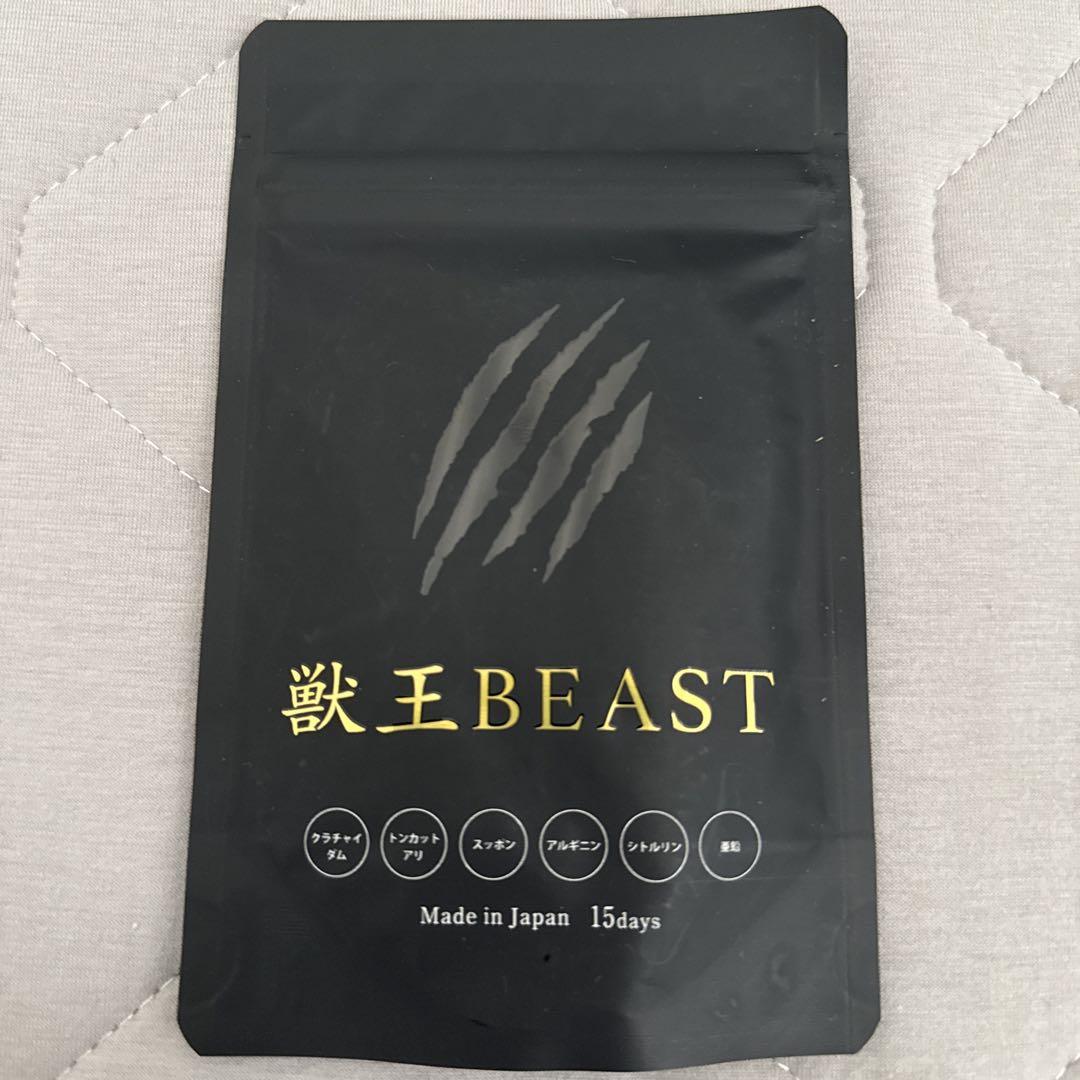 獣王BEAST
クラチャイ
ダム
トンカット
アリ
スッポン
アルギニン
シトルリン
亜鉛
Made in Japan 15days